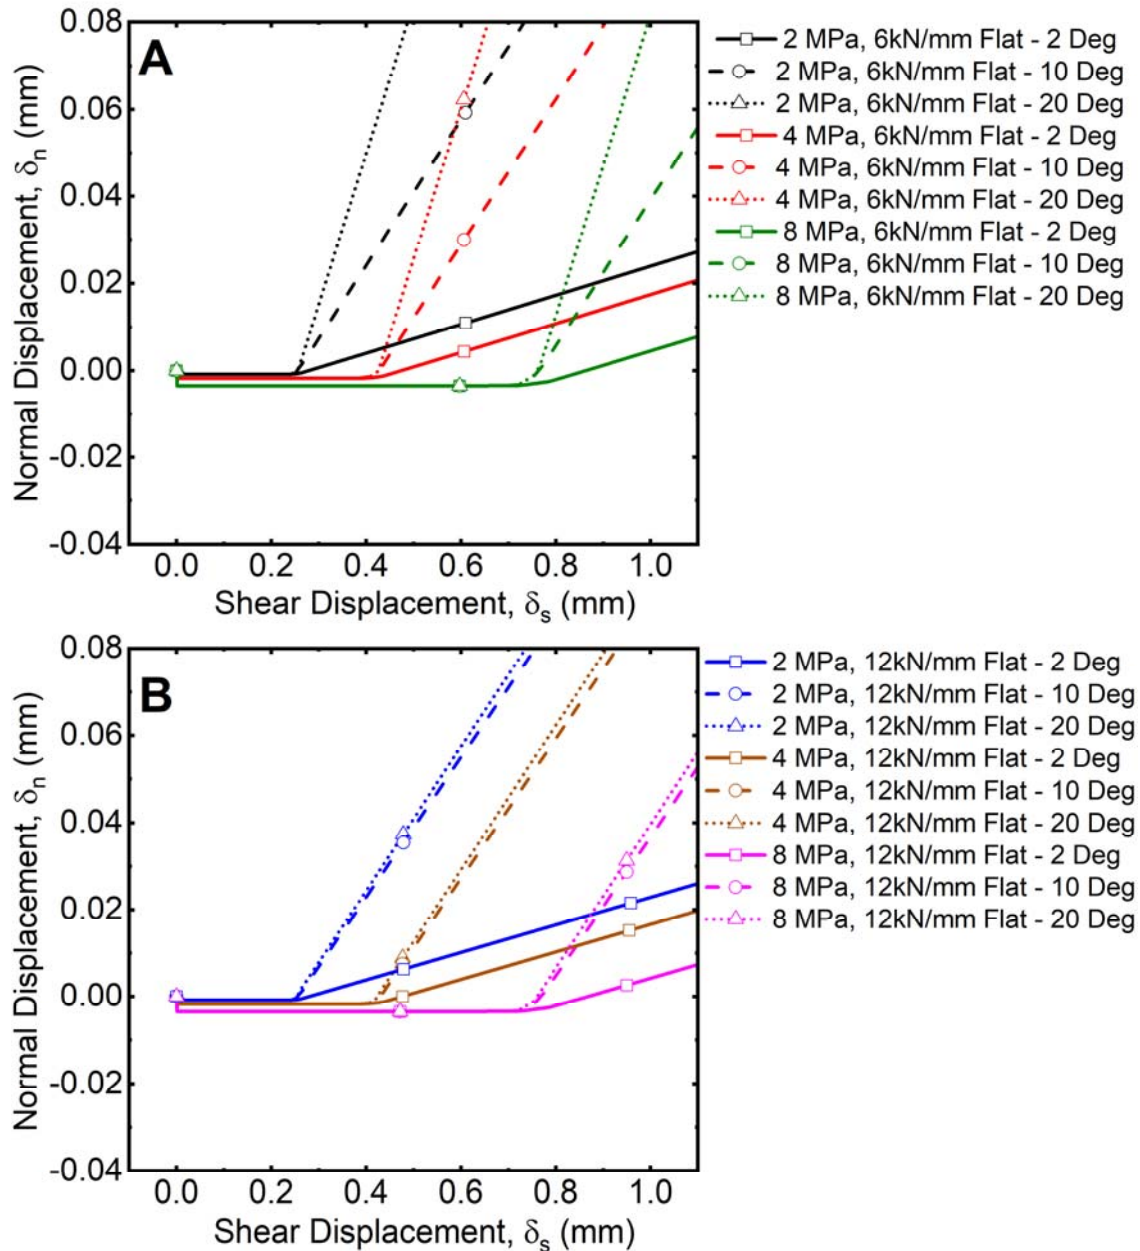 A
0.08
0.06
0.04
0.02
0.00
-0.02
-0.04
Normal Displacement, δn (mm)
0.0 0.2 0.4 0.6 0.8 1.0
Shear Displacement, δs (mm)
2 MPa, 6kN/mm Flat - 2 Deg
2 MPa, 6kN/mm Flat - 10 Deg
2 MPa, 6kN/mm Flat - 20 Deg
4 MPa, 6kN/mm Flat - 2 Deg
4 MPa, 6kN/mm Flat - 10 Deg
4 MPa, 6kN/mm Flat - 20 Deg
8 MPa, 6kN/mm Flat - 2 Deg
8 MPa, 6kN/mm Flat - 10 Deg
8 MPa, 6kN/mm Flat - 20 Deg
B
0.08
0.06
0.04
0.02
0.00
-0.02
-0.04
Normal Displacement, δn (mm)
0.0 0.2 0.4 0.6 0.8 1.0
Shear Displacement, δs (mm)
2 MPa, 12kN/mm Flat - 2 Deg
2 MPa, 12kN/mm Flat - 10 Deg
2 MPa, 12kN/mm Flat - 20 Deg
4 MPa, 12kN/mm Flat - 2 Deg
4 MPa, 12kN/mm Flat - 10 Deg
4 MPa, 12kN/mm Flat - 20 Deg
8 MPa, 12kN/mm Flat - 2 Deg
8 MPa, 12kN/mm Flat - 10 Deg
8 MPa, 12kN/mm Flat - 20 Deg